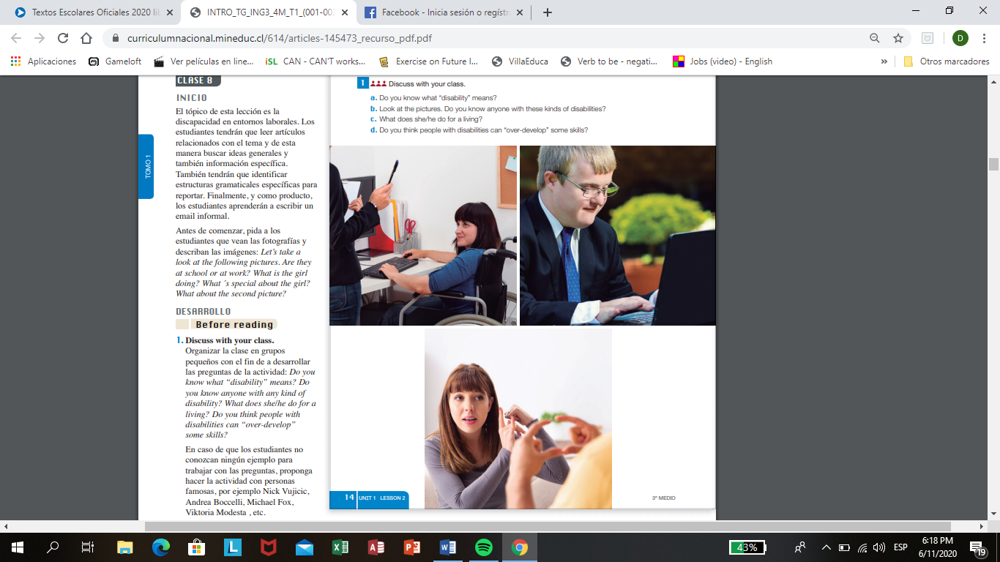 Textos Escolares Oficiales 2020 lib
INTRO_TG_ING3_4M_T1_(001-003
Facebook - Inicia sesión o regístra
curriculumnacional.mineduc.cl/614/articles-145473_recurso_pdf.pdf
D
Aplicaciones
Gameloft
Ver películas en line...
iSL
CAN - CAN'T works...
Exercise on Future I...
VillaEduca
Verb to be - negati...
Jobs (video) - English
»
Otros marcadores
CLASE 8
INICIO
El tópico de esta lección es la
discapacidad en entornos laborales. Los
estudiantes tendrán que leer artículos
relacionados con el tema y de esta
manera buscar ideas generales y
también información específica.
También tendrán que identificar
estructuras gramaticales específicas para
reportar. Finalmente, y como producto,
los estudiantes aprenderán a escribir un
email informal.
Antes de comenzar, pida a los
estudiantes que vean las fotografías y
describan las imágenes: Let's take a
look at the following pictures. Are they
at school or at work? What is the girl
doing? What ´s special about the girl?
What about the second picture?
DESARROLLO
Before reading
1. Discuss with your class.
Organizar la clase en grupos
pequeños con el fin de a desarrollar
las preguntas de la actividad: Do you
know what “disability” means? Do
you know anyone with any kind of
disability? What does she/he do for a
living? Do you think people with
disabilities can “over-develop”
some skills?
En caso de que los estudiantes no
conozcan ningún ejemplo para
trabajar con las preguntas, proponga
hacer la actividad con personas
famosas, por ejemplo Nick Vujicic,
Andrea Boccelli, Michael Fox,
Viktoria Modesta , etc.
TOMO 1
1 Discuss with your class.
a. Do you know what “disability” means?
b. Look at the pictures. Do you know anyone with these kinds of disabilities?
c. What does she/he do for a living?
d. Do you think people with disabilities can “over-develop” some skills?
14 UNIT 1 LESSON 2
3º MEDIO
L
43%
ESP
6:18 PM
6/11/2020
19